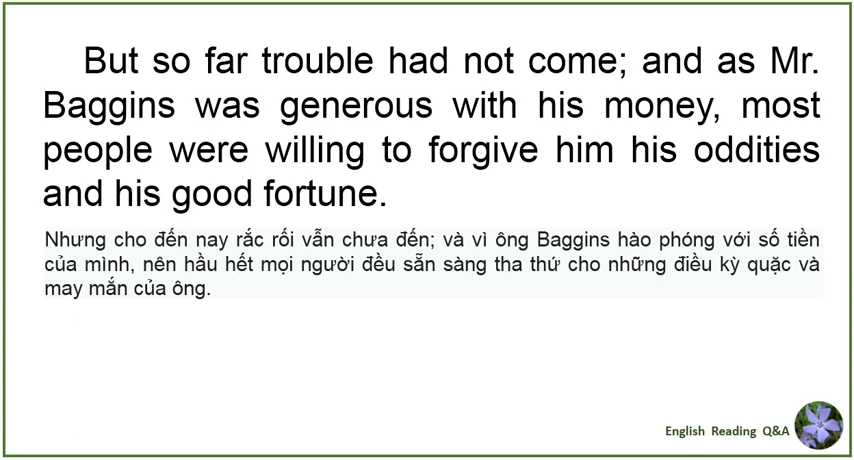 But so far trouble had not come; and as Mr.
Baggins was generous with his money, most
people were willing to forgive him his oddities
and his good fortune.
Nhưng cho đến nay rắc rối vẫn chưa đến; và vì ông Baggins hào phóng với số tiền
của mình, nên hầu hết mọi người đều sẵn sàng tha thứ cho những điều kỳ quặc và
may mắn của ông.
English Reading Q&A